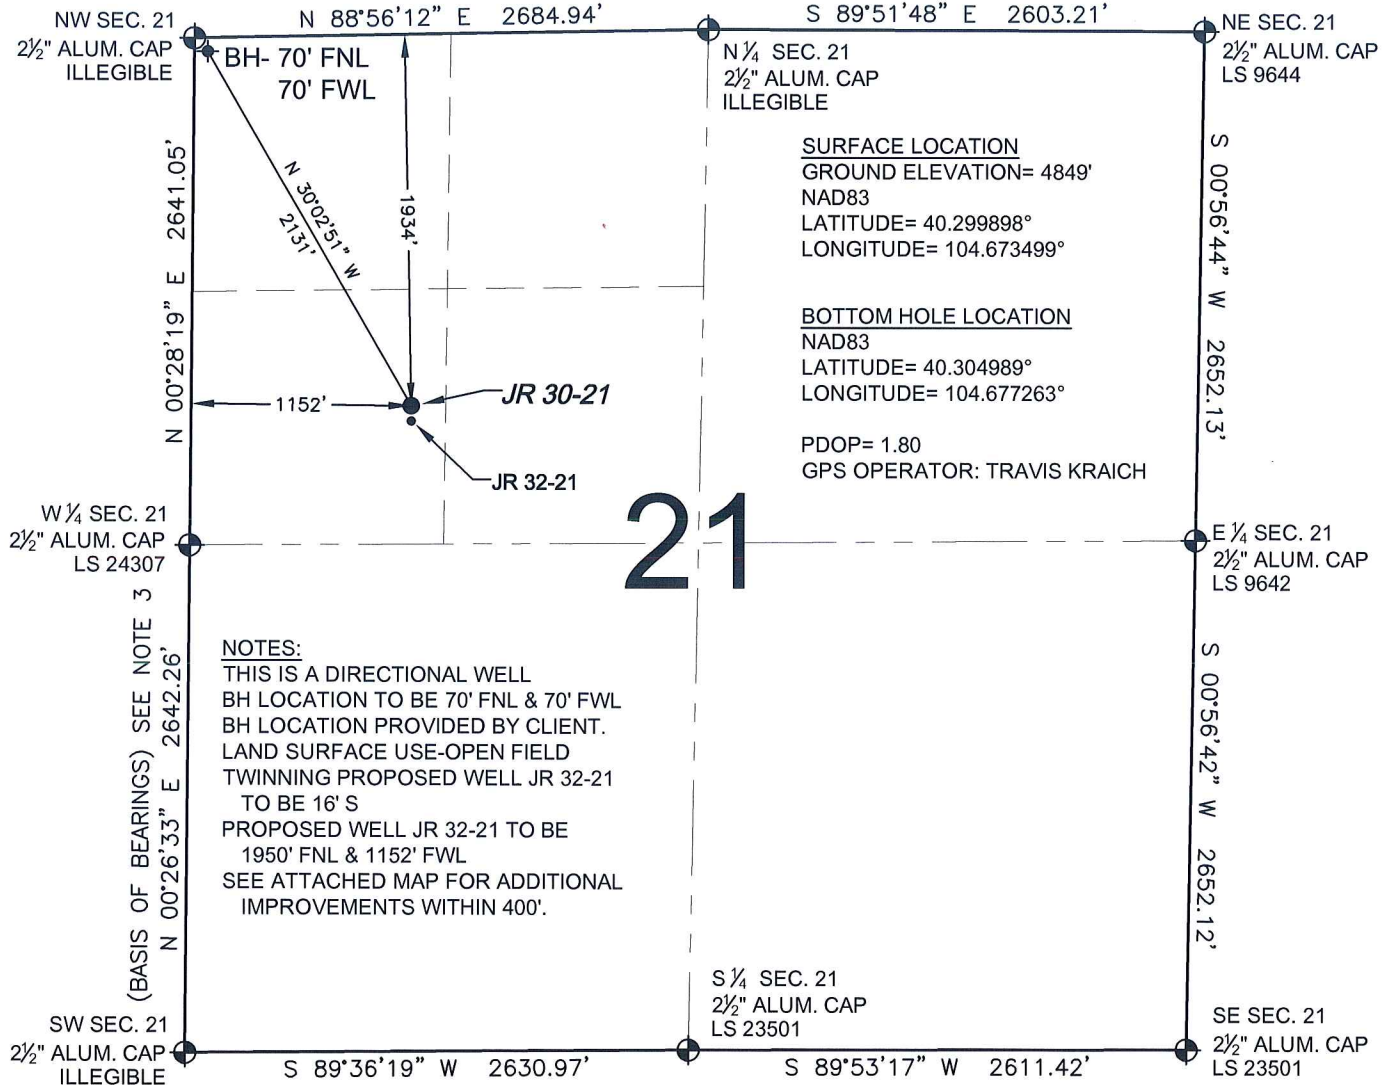 NW SEC. 21
2½" ALUM. CAP
ILLEGIBLE
N 88°56'12" E 2684.94'
S 89°51'48" E 2603.21'
NE SEC. 21
2½" ALUM. CAP
LS 9644
BH- 70' FNL
70' FWL
N ¼ SEC. 21
2½" ALUM. CAP
ILLEGIBLE
N 00°28'19" E 2641.05'
N 30°02'51" W
2131'
1934'
1152'
JR 30-21
JR 32-21
SURFACE LOCATION
GROUND ELEVATION= 4849'
NAD83
LATITUDE= 40.299898°
LONGITUDE= 104.673499°
BOTTOM HOLE LOCATION
NAD83
LATITUDE= 40.304989°
LONGITUDE= 104.677263°
PDOP= 1.80
GPS OPERATOR: TRAVIS KRAICH
S 00°56'44" W 2652.13'
W ¼ SEC. 21
2½" ALUM. CAP
LS 24307
21
E ¼ SEC. 21
2½" ALUM. CAP
LS 9642
(BASIS OF BEARINGS) SEE NOTE 3
N 00°26'33" E 2642.26'
NOTES:
THIS IS A DIRECTIONAL WELL
BH LOCATION TO BE 70' FNL & 70' FWL
BH LOCATION PROVIDED BY CLIENT.
LAND SURFACE USE-OPEN FIELD
TWINNING PROPOSED WELL JR 32-21
TO BE 16' S
PROPOSED WELL JR 32-21 TO BE
1950' FNL & 1152' FWL
SEE ATTACHED MAP FOR ADDITIONAL
IMPROVEMENTS WITHIN 400'.
S 00°56'42" W 2652.12'
SW SEC. 21
2½" ALUM. CAP
ILLEGIBLE
S 89°36'19" W 2630.97'
S ¼ SEC. 21
2½" ALUM. CAP
LS 23501
S 89°53'17" W 2611.42'
SE SEC. 21
2½" ALUM. CAP
LS 23501